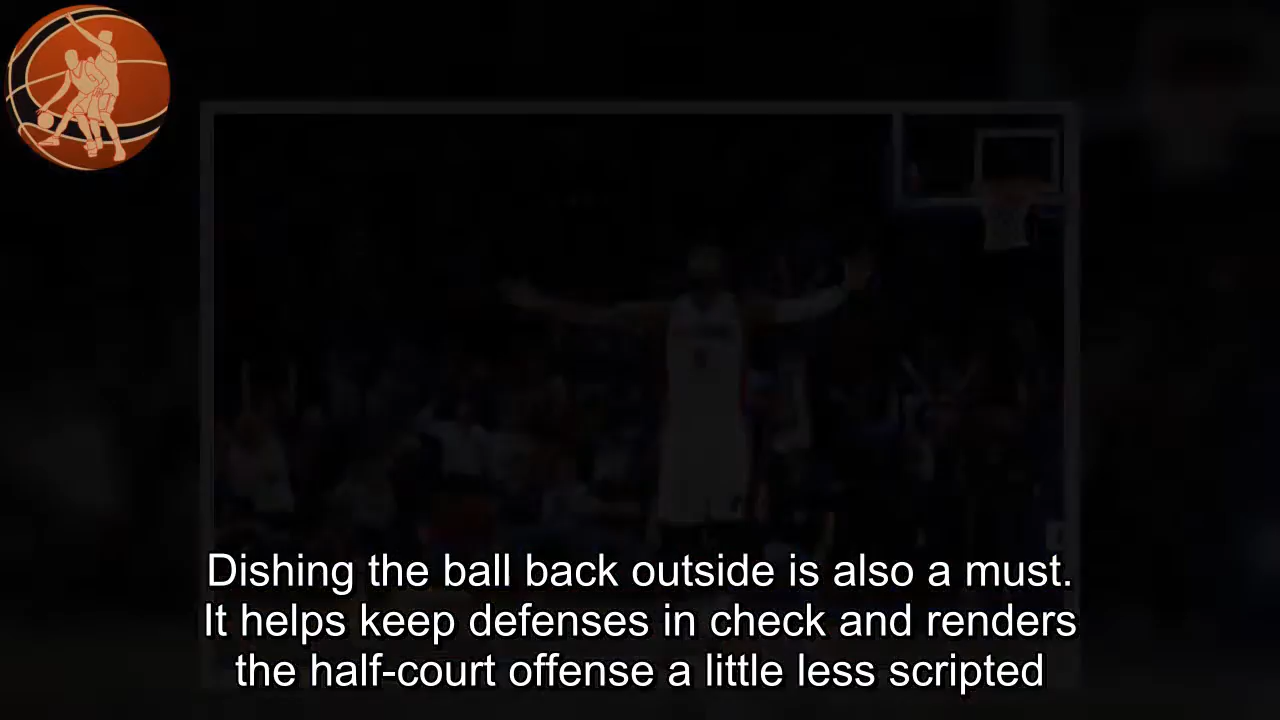 Dishing the ball back outside is also a must.
It helps keep defenses in check and renders
the half-court offense a little less scripted